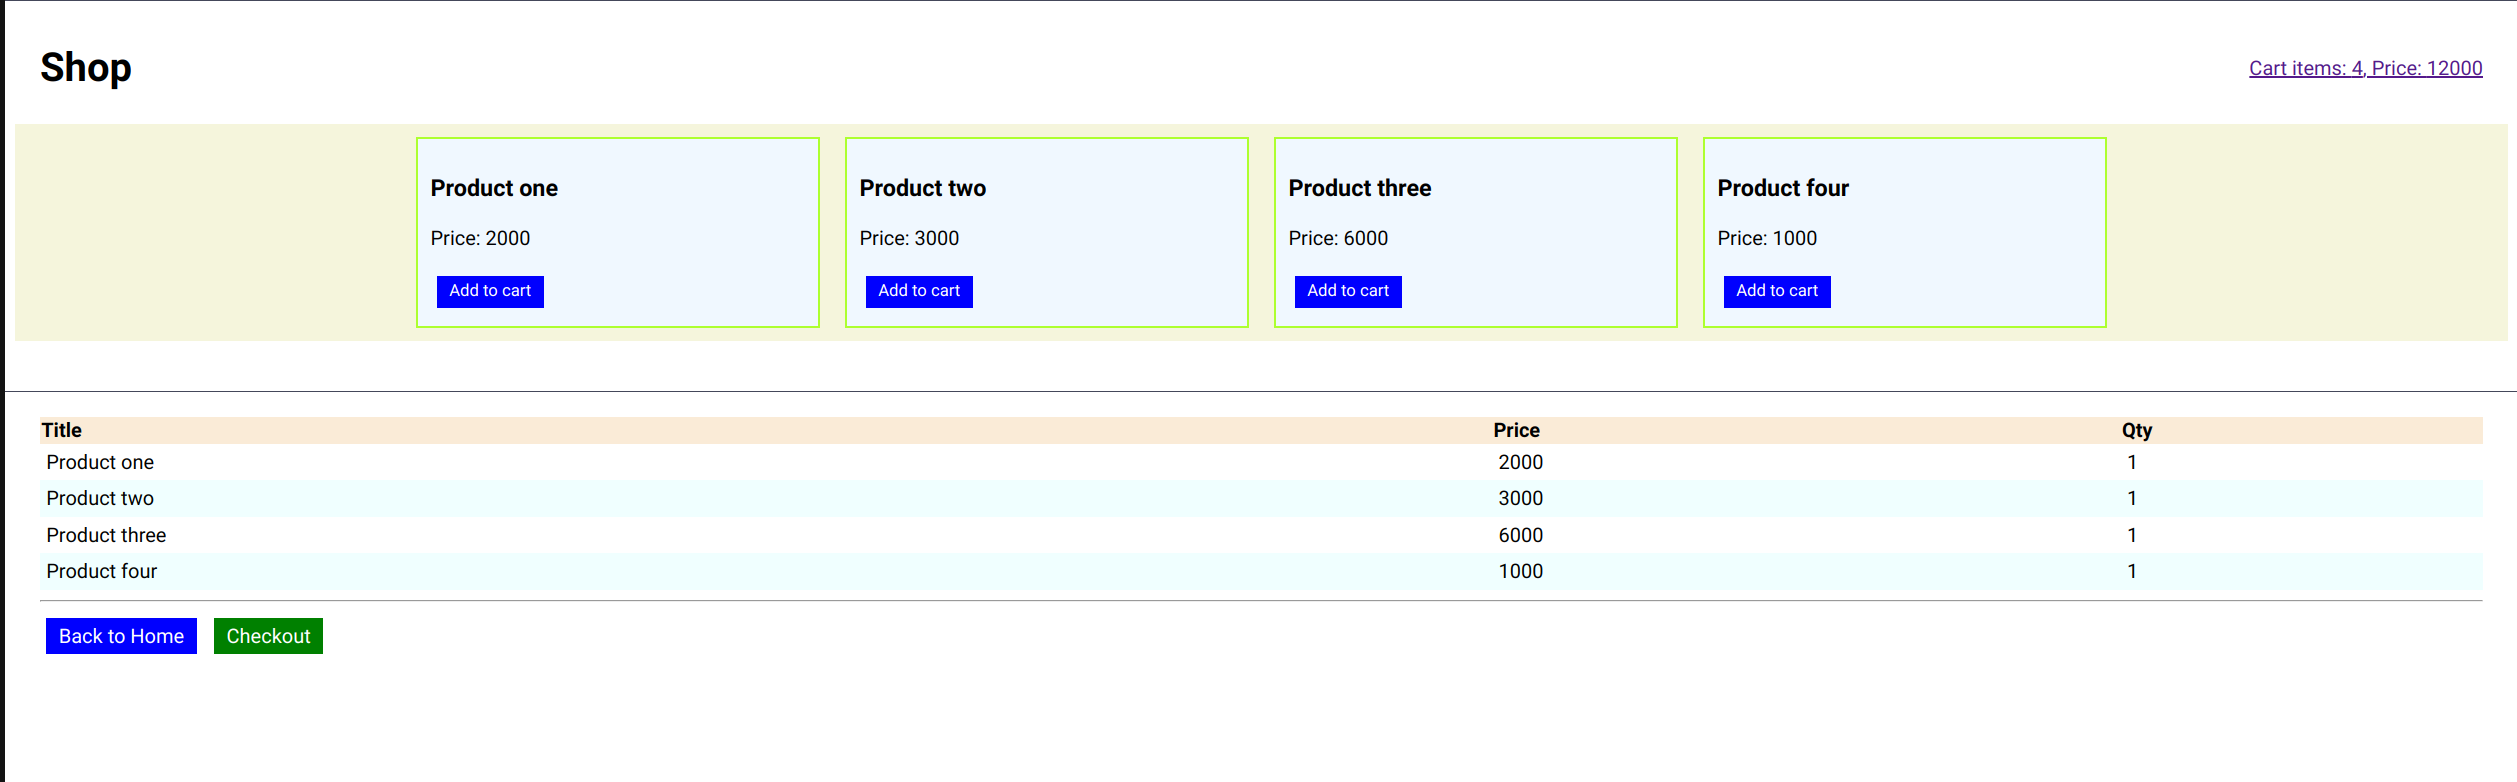 Shop
Cart items: 4, Price: 12000
Product one
Price: 2000
Add to cart
Product two
Price: 3000
Add to cart
Product three
Price: 6000
Add to cart
Product four
Price: 1000
Add to cart
Title Price Qty
Product one 2000 1
Product two 3000 1
Product three 6000 1
Product four 1000 1
Back to Home Checkout